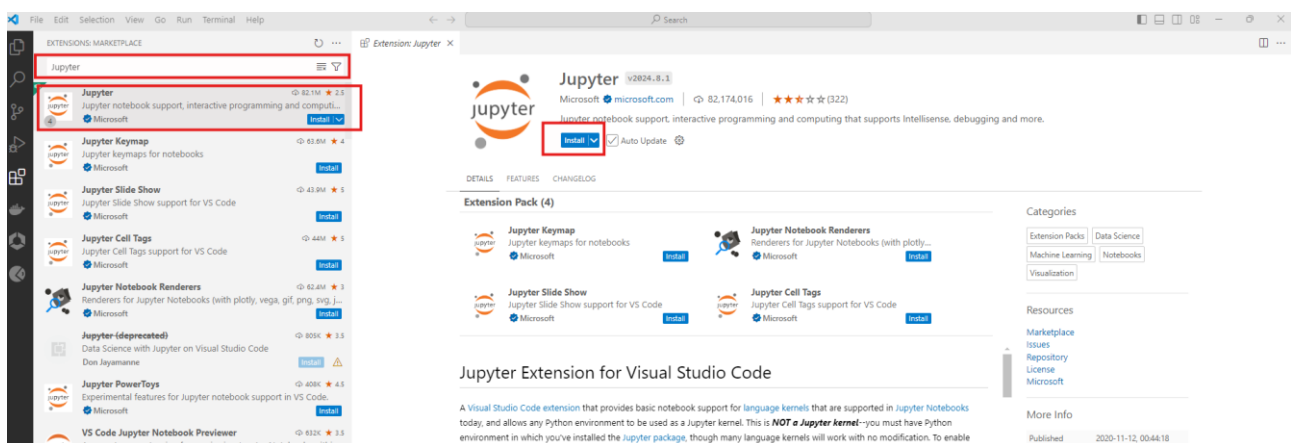 File Edit Selection View Go Run Terminal Help
Search
EXTENSIONS: MARKETPLACE
Jupyter
Jupyter 82.1M ★ 2.5
Jupyter notebook support, interactive programming and computi...
Microsoft Install
4
Jupyter Keymap 63.6M ★ 4
Jupyter keymaps for notebooks
Microsoft Install
Jupyter Slide Show 43.9M ★ 5
Jupyter Slide Show support for VS Code
Microsoft Install
Jupyter Cell Tags 44M ★ 5
Jupyter Cell Tags support for VS Code
Microsoft Install
Jupyter Notebook Renderers 62.4M ★ 3
Renderers for Jupyter Notebooks (with plotly, vega, gif, png, svg, j...
Microsoft Install
Jupyter (deprecated) 805K ★ 3.5
Data Science with Jupyter on Visual Studio Code
Don Jayamanne Install
Jupyter PowerToys 408K ★ 4.5
Experimental features for Jupyter notebook support in VS Code.
Microsoft Install
VS Code Jupyter Notebook Previewer 632K ★ 3.5
Extension: Jupyter
jupyter
Jupyter v2024.8.1
Microsoft microsoft.com | 82,174,016 | ★★★☆☆(322)
Jupyter notebook support, interactive programming and computing that supports Intellisense, debugging and more.
Install Auto Update
DETAILS FEATURES CHANGELOG
Extension Pack (4)
Jupyter Keymap
Jupyter keymaps for notebooks
Microsoft Install
Jupyter Notebook Renderers
Renderers for Jupyter Notebooks (with plotly...
Microsoft Install
Jupyter Slide Show
Jupyter Slide Show support for VS Code
Microsoft Install
Jupyter Cell Tags
Jupyter Cell Tags support for VS Code
Microsoft Install
Jupyter Extension for Visual Studio Code
A Visual Studio Code extension that provides basic notebook support for language kernels that are supported in Jupyter Notebooks
today, and allows any Python environment to be used as a Jupyter kernel. This is NOT a Jupyter kernel--you must have Python
environment in which you've installed the Jupyter package, though many language kernels will work with no modification. To enable
Categories
Extension Packs Data Science
Machine Learning Notebooks
Visualization
Resources
Marketplace
Issues
Repository
License
Microsoft
More Info
Published 2020-11-12, 00:44:18